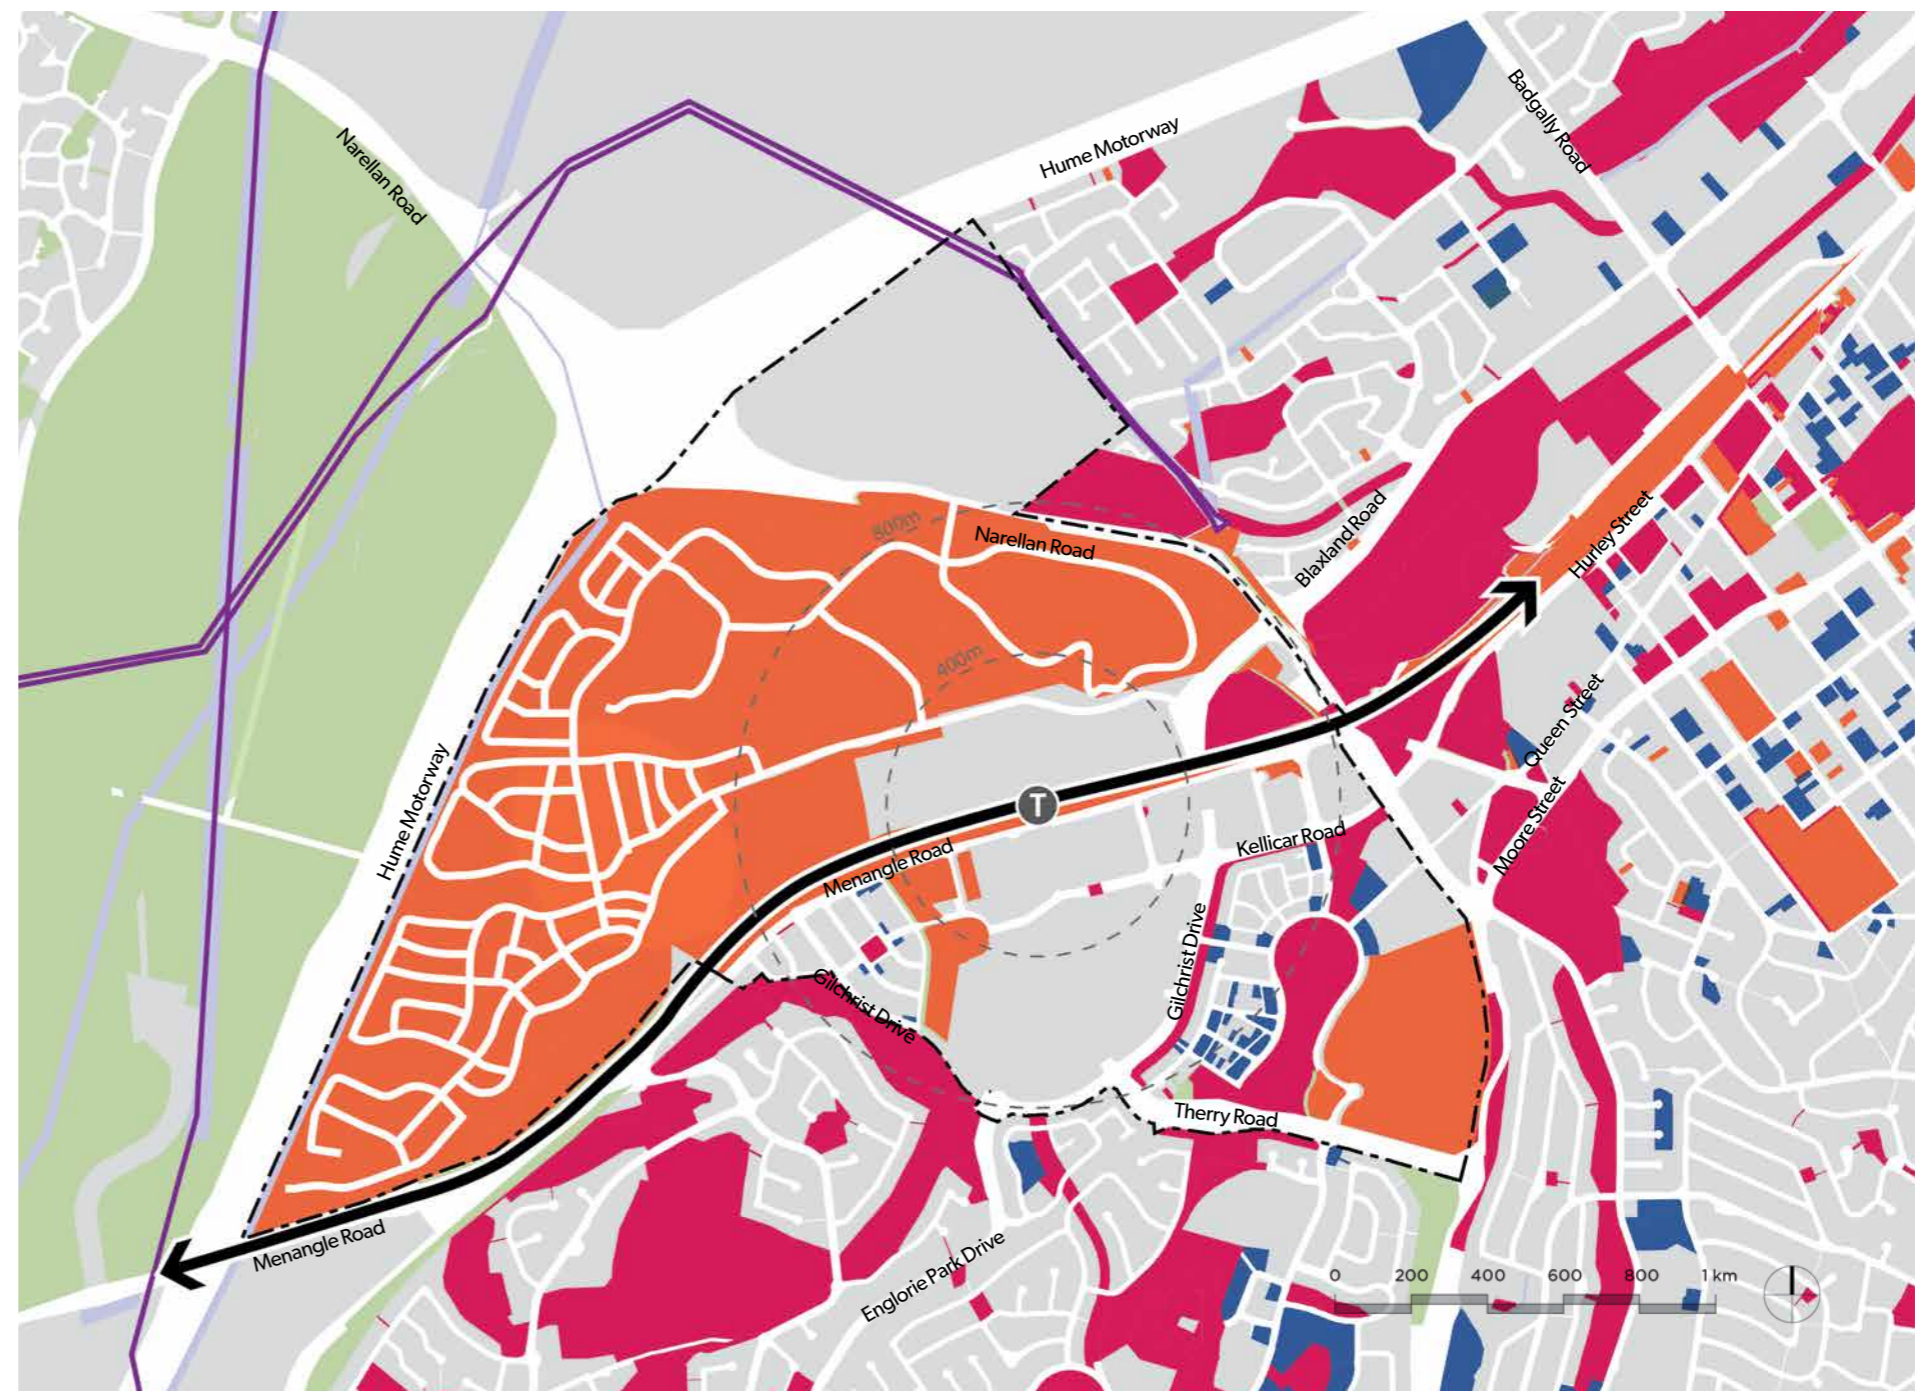 Badgally Road
Hume Motorway
Narellan Road
800m
Narellan Road
Blaxland Road
Hurley Street
400m
Queen Street
T
Hume Motorway
Menangle Road
Kellicar Road
Moore Street
Gilchrist Drive
Gilchrist Drive
Therry Road
Menangle Road
Englorie Park Drive
0 200 400 600 800 1 km